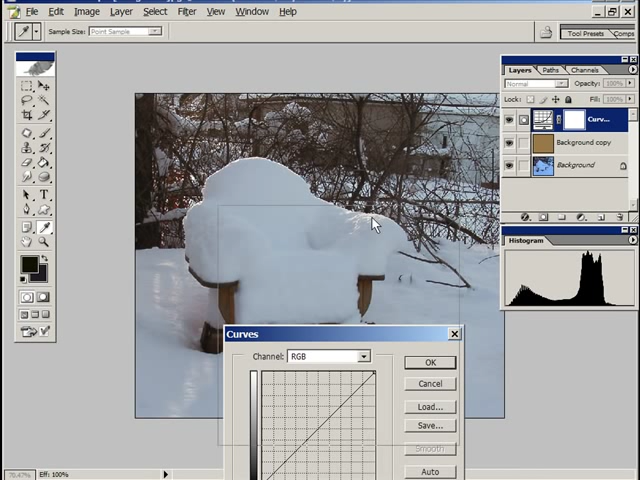 File Edit Image Layer Select Filter View Window Help
Sample Size: Point Sample
Tool Presets Comps
Layers Paths Channels
Normal Opacity: 100%
Lock: Fill: 100%
Curv...
Background copy
Background
Histogram
Curves
Channel: RGB
OK
Cancel
Load...
Save...
Smooth
Auto
70.47% Eff: 100%